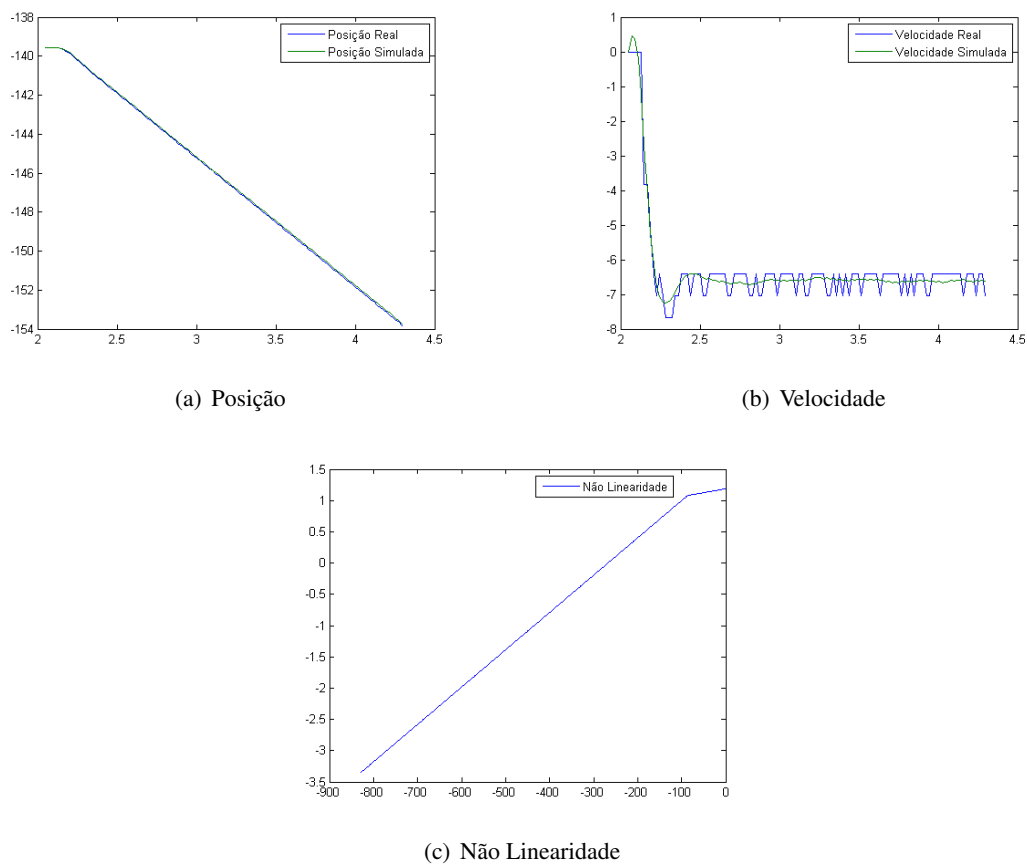 -138
-140
-142
-144
-146
-148
-150
-152
-154
2 2.5 3 3.5 4 4.5
Posição Real
Posição Simulada
(a) Posição
1
0
-1
-2
-3
-4
-5
-6
-7
-8
2 2.5 3 3.5 4 4.5
Velocidade Real
Velocidade Simulada
(b) Velocidade
1.5
1
0.5
0
-0.5
-1
-1.5
-2
-2.5
-3
-3.5
-900 -800 -700 -600 -500 -400 -300 -200 -100 0
Não Linearidade
(c) Não Linearidade